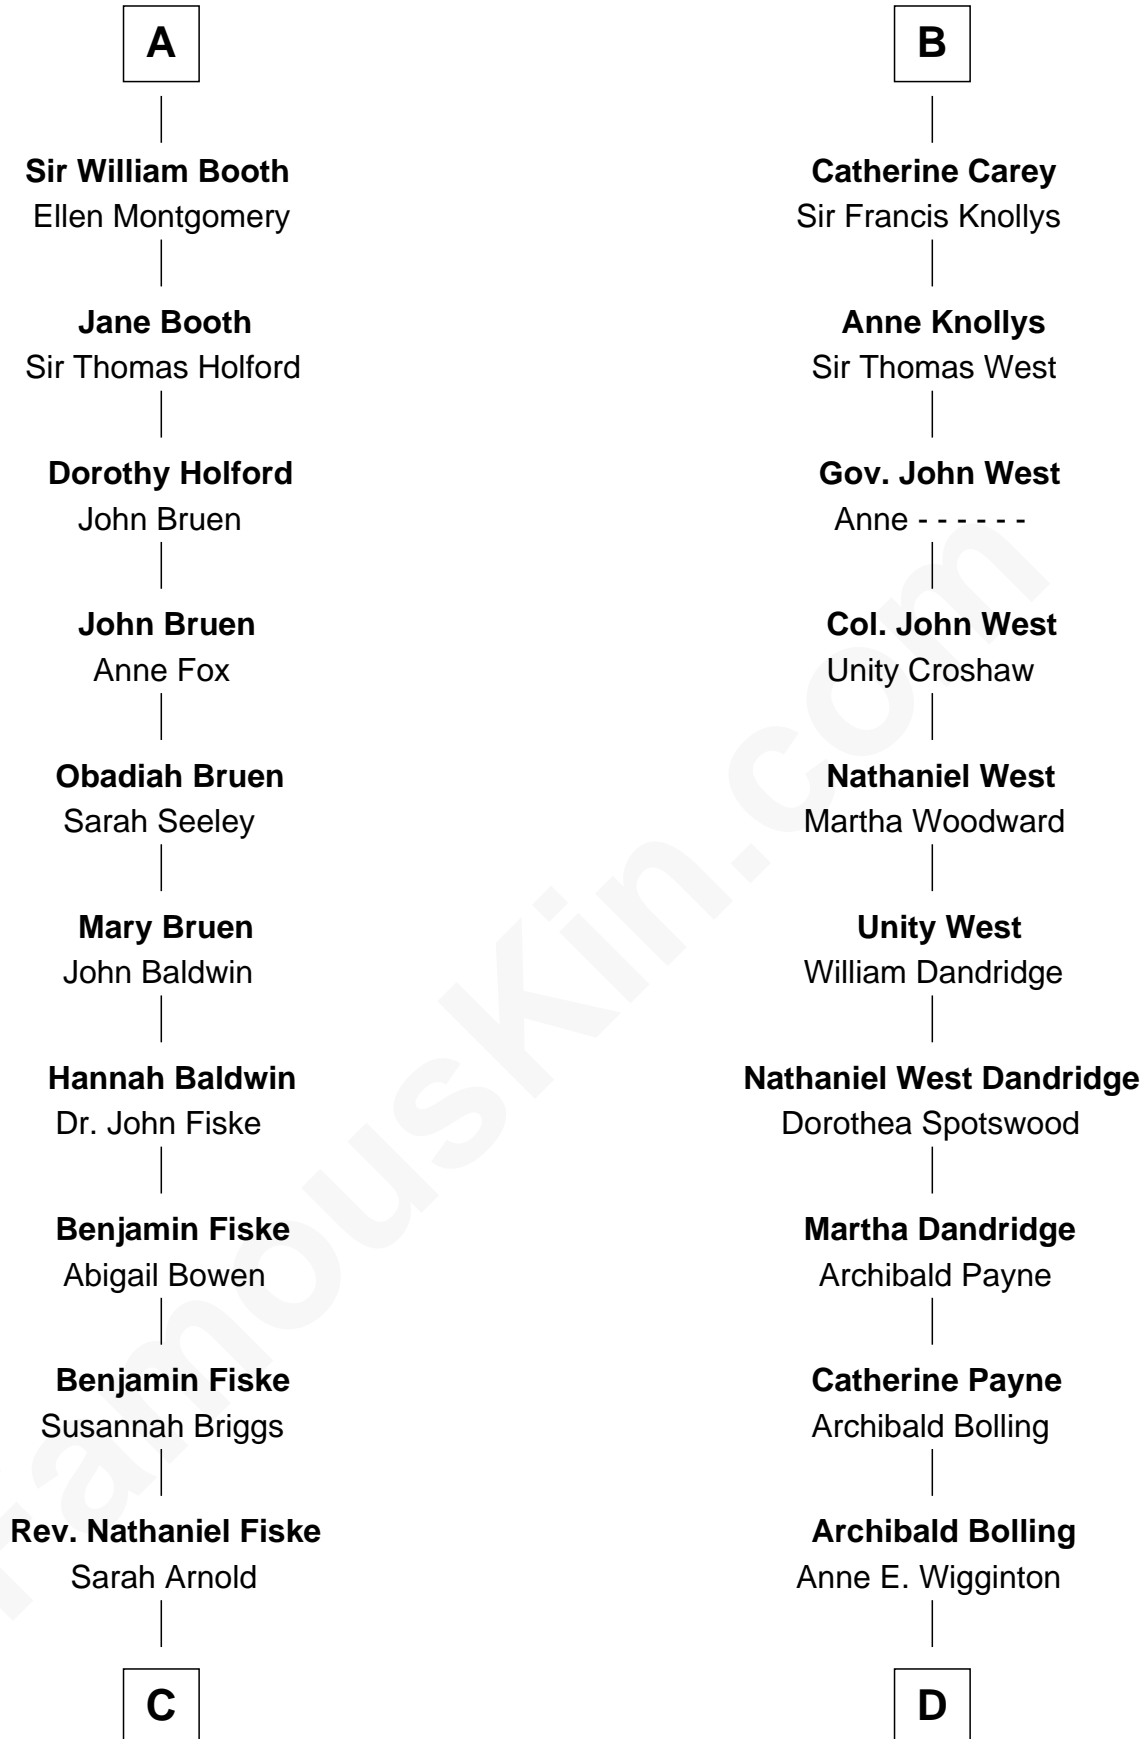 A
Sir William Booth
Ellen Montgomery
Jane Booth
Sir Thomas Holford
Dorothy Holford
John Bruen
John Bruen
Anne Fox
Obadiah Bruen
Sarah Seeley
Mary Bruen
John Baldwin
Hannah Baldwin
Dr. John Fiske
Benjamin Fiske
Abigail Bowen
Benjamin Fiske
Susannah Briggs
Rev. Nathaniel Fiske
Sarah Arnold
C
B
Catherine Carey
Sir Francis Knollys
Anne Knollys
Sir Thomas West
Gov. John West
Anne - - - - - -
Col. John West
Unity Croshaw
Nathaniel West
Martha Woodward
Unity West
William Dandridge
Nathaniel West Dandridge
Dorothea Spotswood
Martha Dandridge
Archibald Payne
Catherine Payne
Archibald Bolling
Archibald Bolling
Anne E. Wigginton
D
FamousKin.com